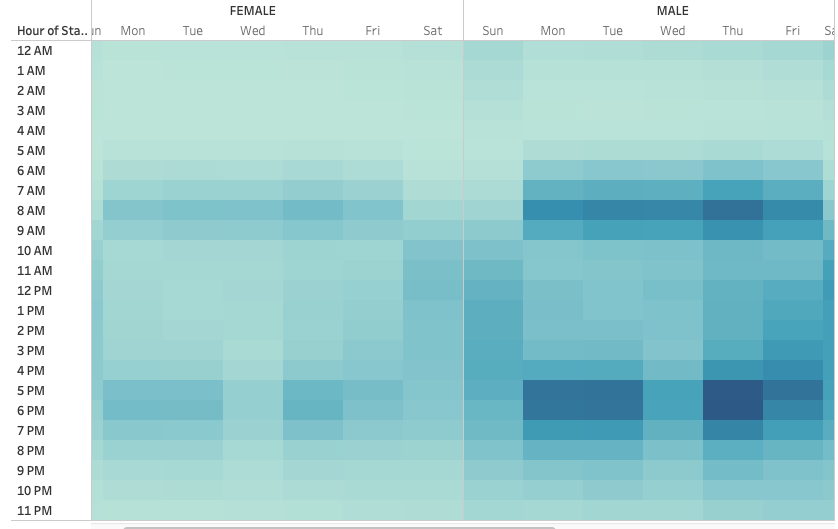 FEMALE MALE
Hour of Sta.. Mon Tue Wed Thu Fri Sat Sun Mon Tue Wed Thu Fri
12 AM
1 AM
2 AM
3 AM
4 AM
5 AM
6 AM
7 AM
8 AM
9 AM
10 AM
11 AM
12 PM
1 PM
2 PM
3 PM
4 PM
5 PM
6 PM
7 PM
8 PM
9 PM
10 PM
11 PM